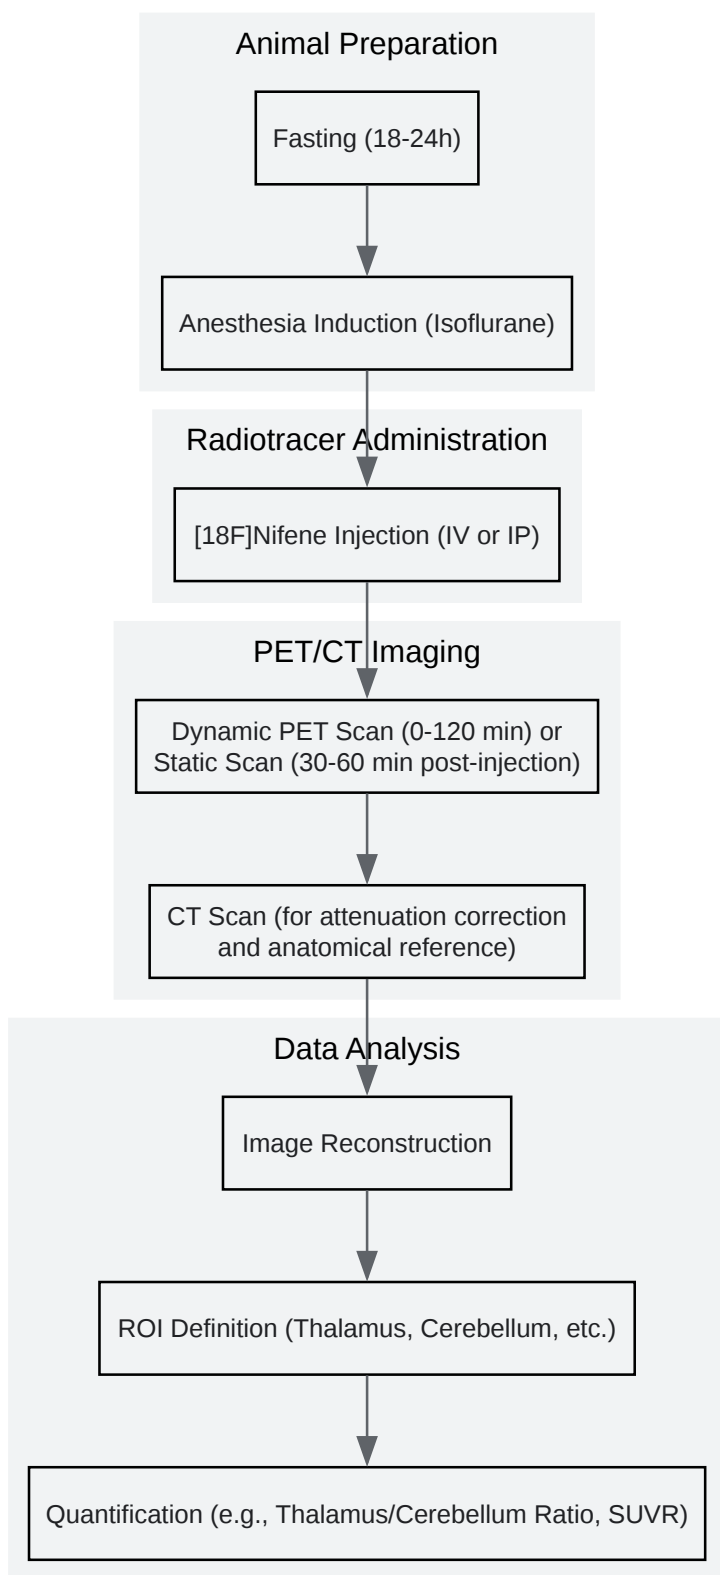 Animal Preparation
Fasting (18-24h)
Anesthesia Induction (Isoflurane)
Radiotracer Administration
[18F]Nifene Injection (IV or IP)
PET/CT Imaging
Dynamic PET Scan (0-120 min) or
Static Scan (30-60 min post-injection)
CT Scan (for attenuation correction
and anatomical reference)
Data Analysis
Image Reconstruction
ROI Definition (Thalamus, Cerebellum, etc.)
Quantification (e.g., Thalamus/Cerebellum Ratio, SUVR)